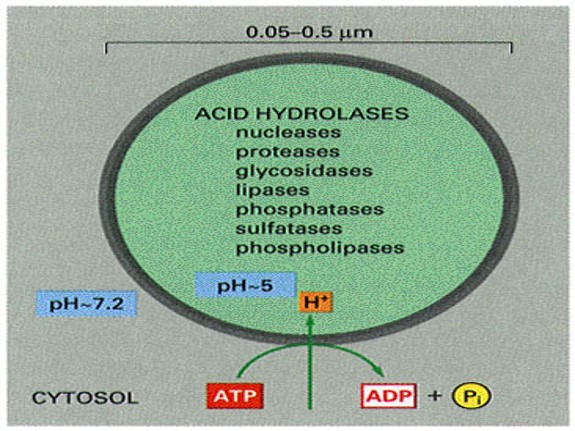 0.05–0.5 µm
ACID HYDROLASES
nucleases
proteases
glycosidases
lipases
phosphatases
sulfatases
phospholipases
pH~5
H⁺
pH~7.2
CYTOSOL ATP ADP + Pᵢ